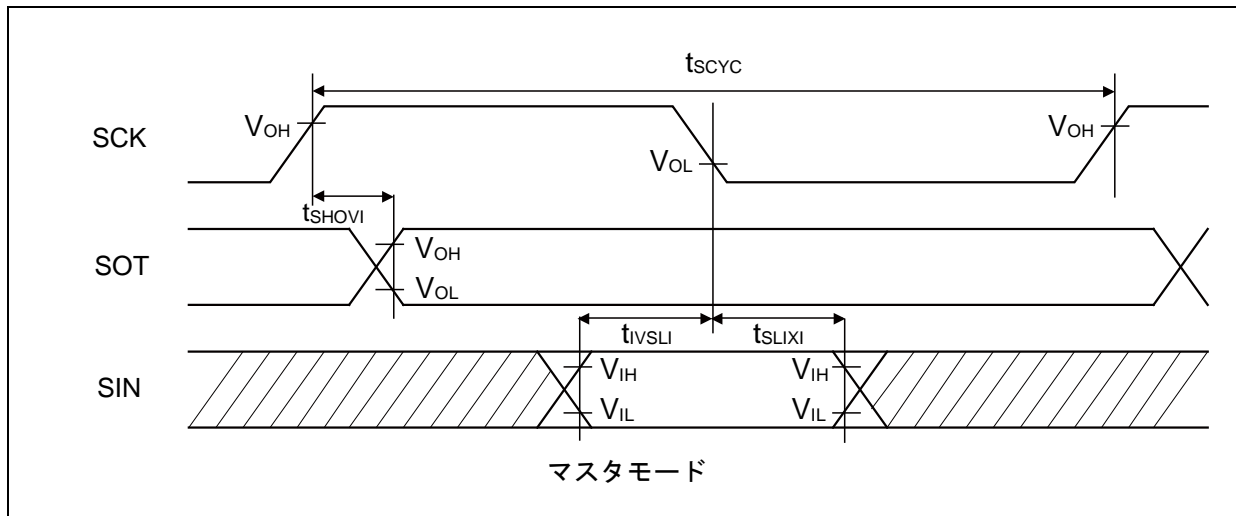 tSCYC
SCK
VOH
VOL
VOH
tSHOVI
SOT
VOH
VOL
tIVSLI
tSLIXI
SIN
VIH
VIL
VIH
VIL
マスタモード